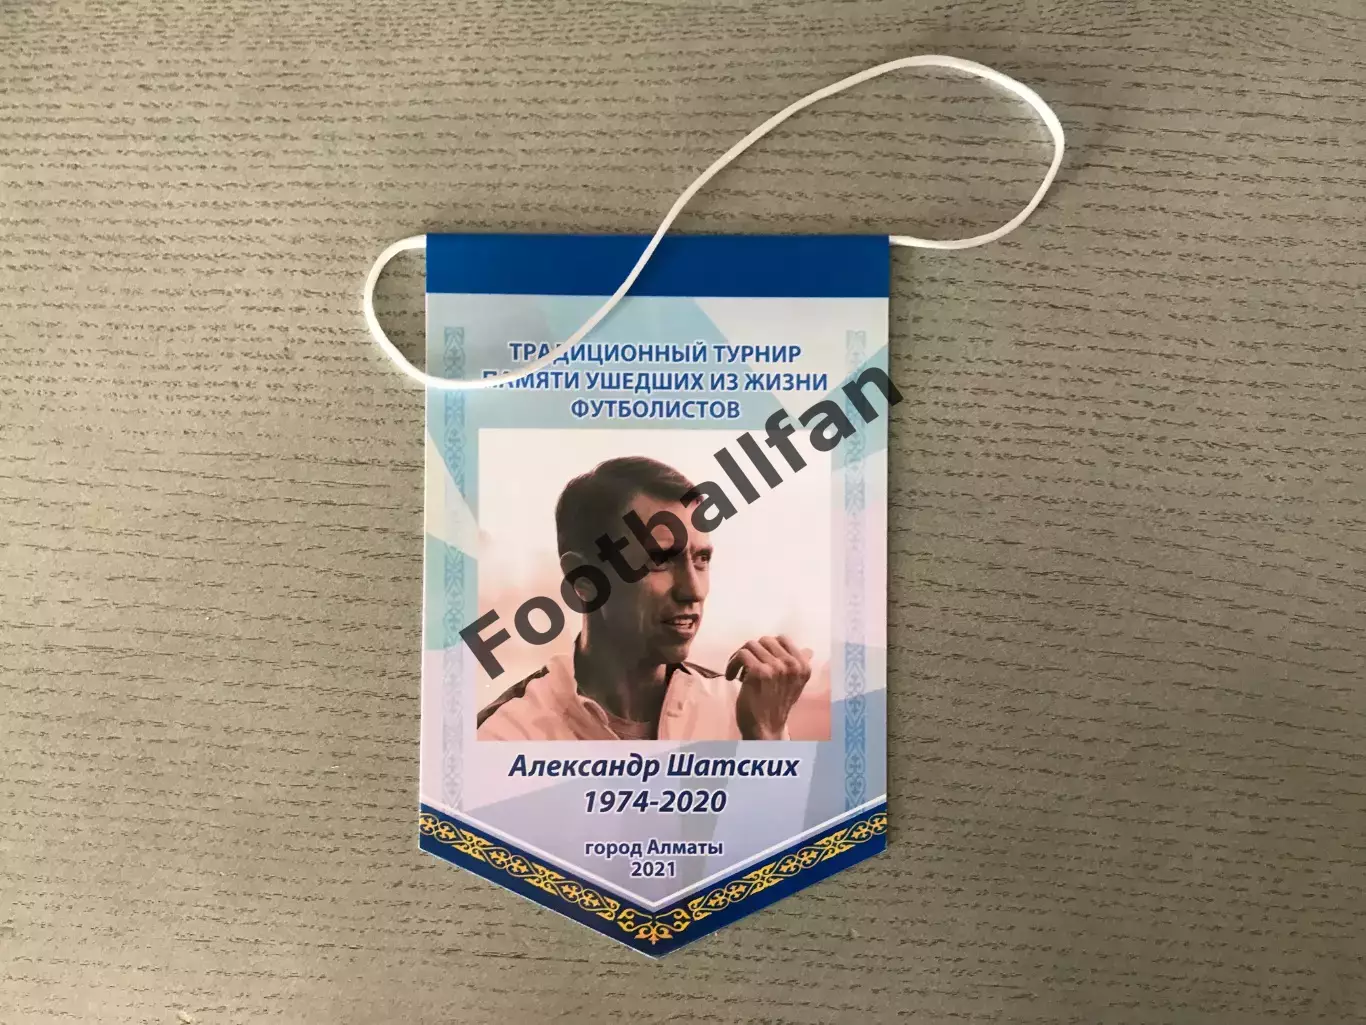 ТРАДИЦИОННЫЙ ТУРНИР
ПАМЯТИ УШЕДШИХ ИЗ ЖИЗНИ
ФУТБОЛИСТОВ
Footballfan
Александр Шатских
1974-2020
город Алматы
2021